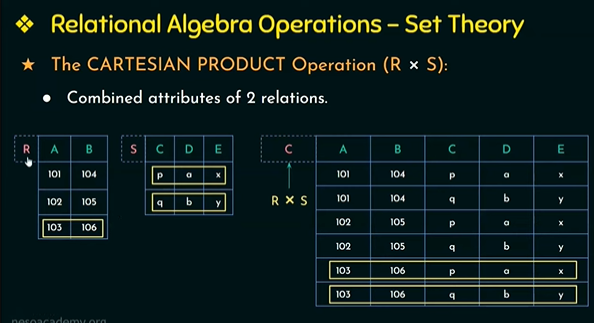 ❖ Relational Algebra Operations – Set Theory
★ The CARTESIAN PRODUCT Operation (R × S):
● Combined attributes of 2 relations.
R A B
101 104
102 105
103 106
S C D E
p a x
q b y
C A B C D E
R × S
101 104 p a x
101 104 q b y
102 105 p a x
102 105 q b y
103 106 p a x
103 106 q b y
nesoacademy.org